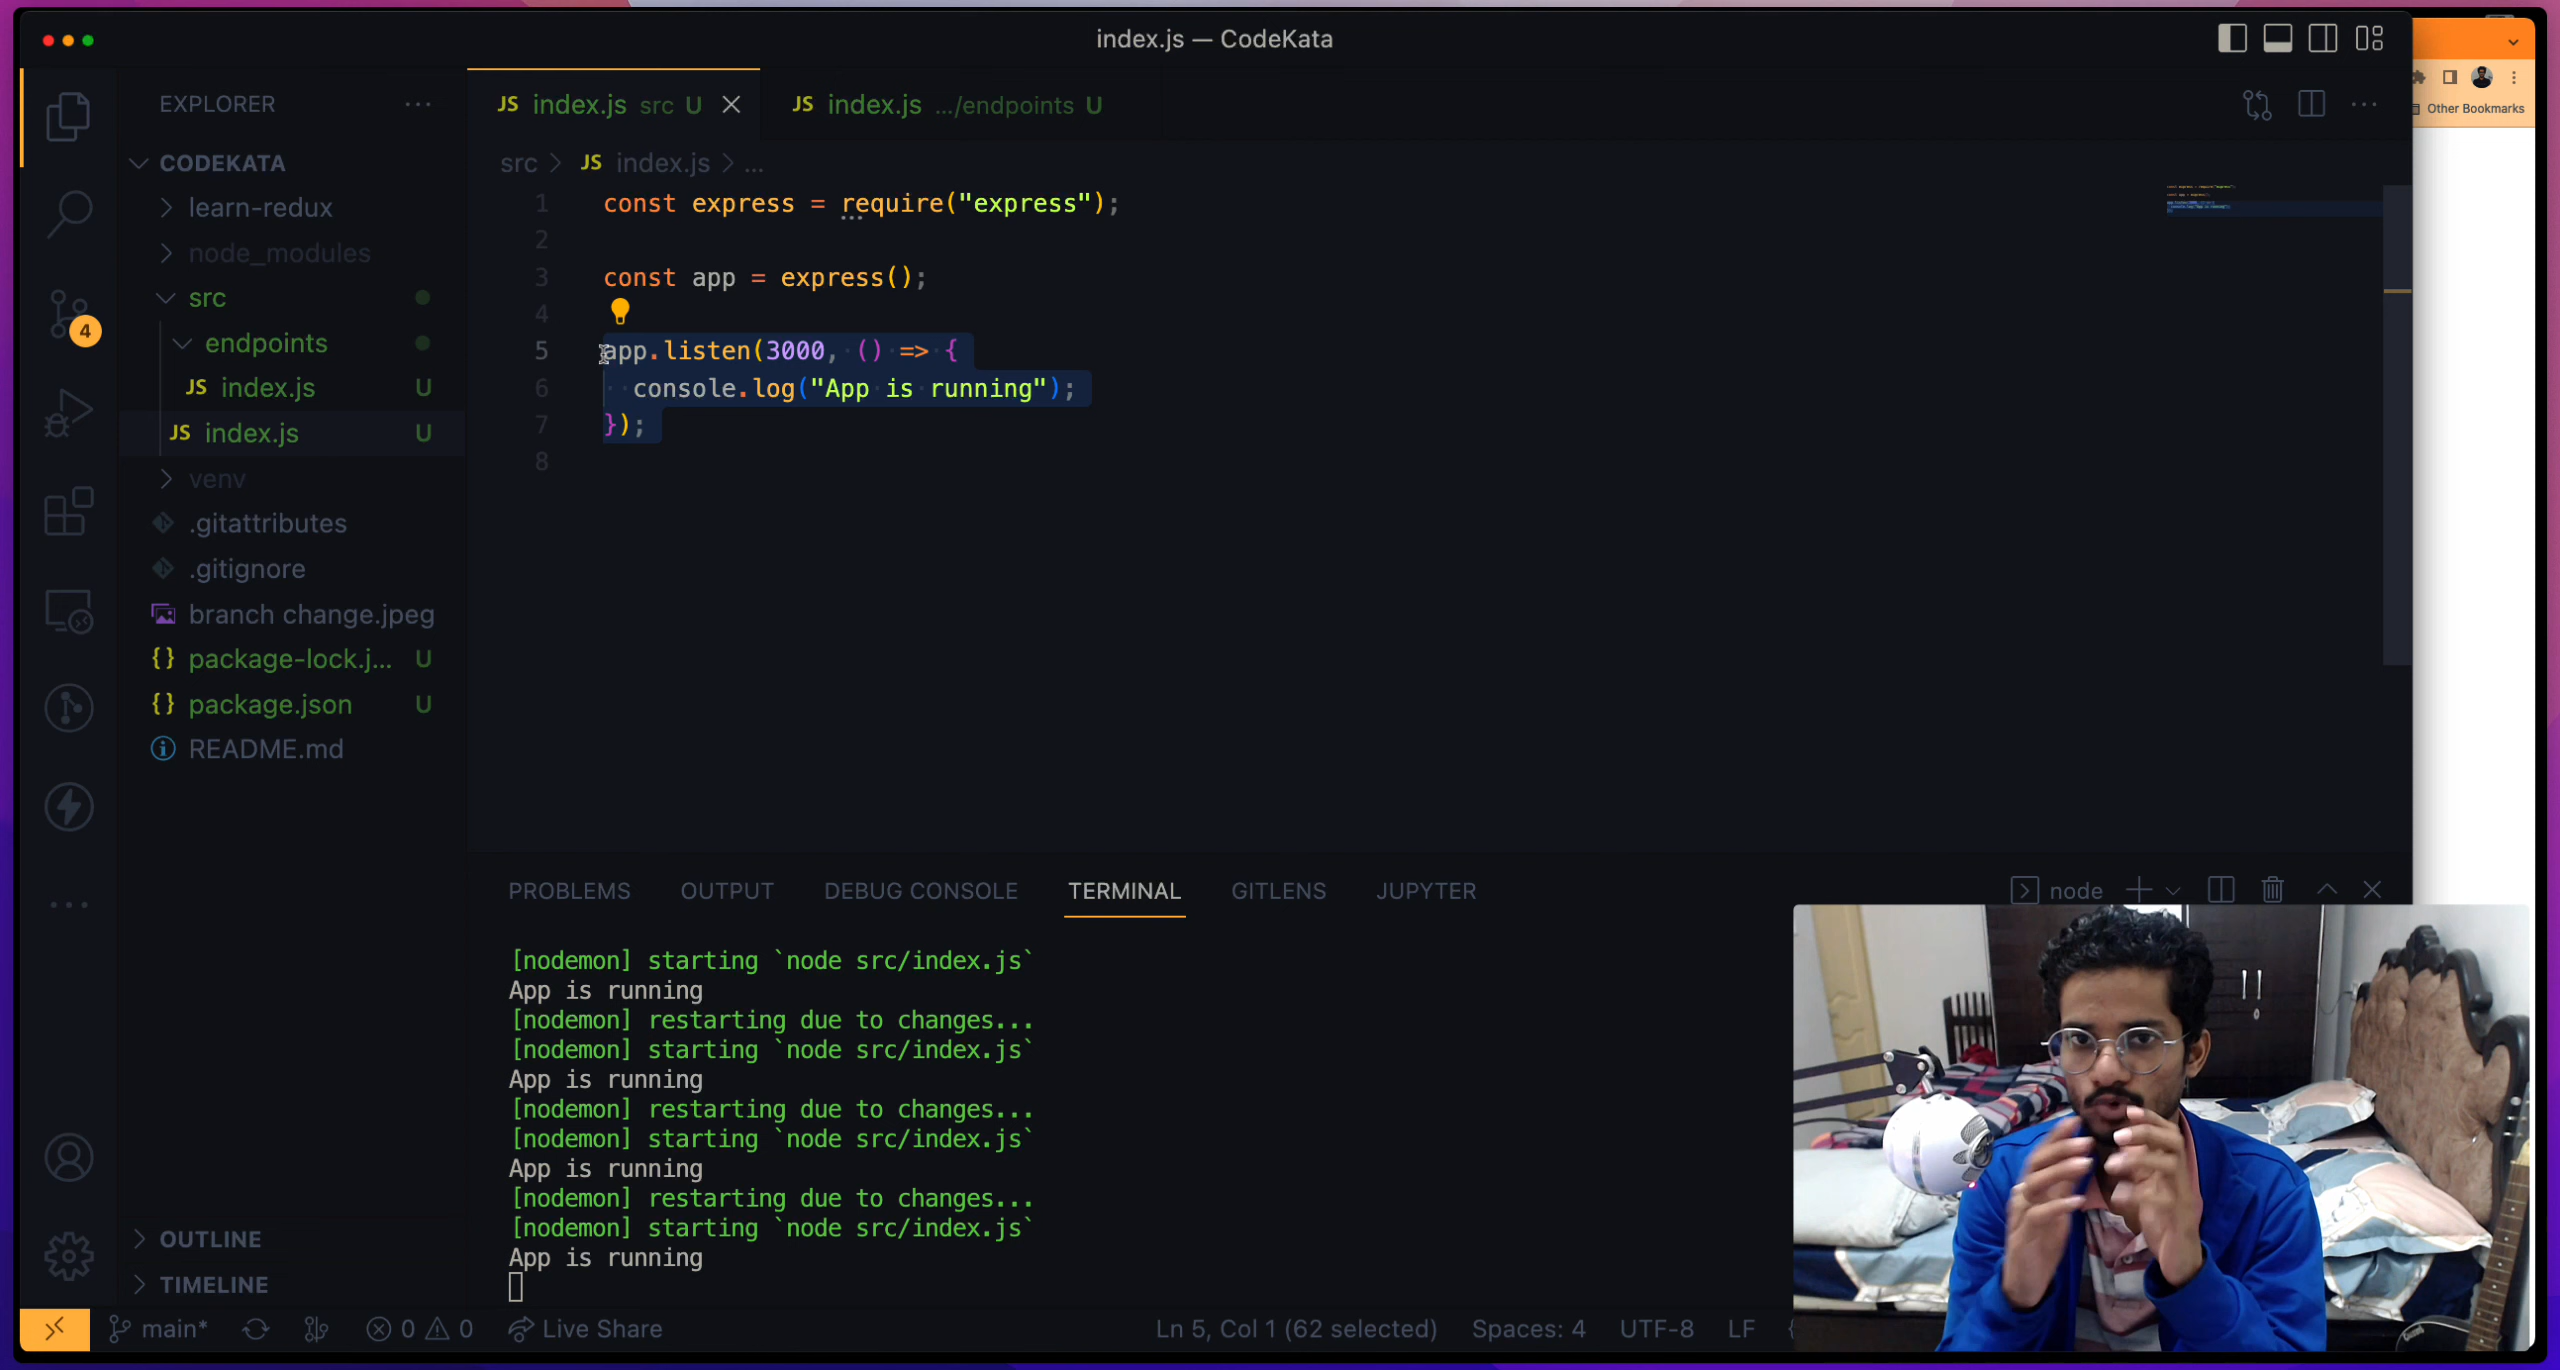 index.js — CodeKata
Other Bookmarks
EXPLORER
JS index.js src U
JS index.js .../endpoints U
CODEKATA
src > JS index.js > ...
learn-redux
node_modules
src
endpoints
JS index.js U
JS index.js U
venv
.gitattributes
.gitignore
branch change.jpeg
{} package-lock.j... U
{} package.json U
README.md
4
1 const express = require("express");
2
3 const app = express();
4
5 app.listen(3000, () => {
6 console.log("App is running");
7 });
8
PROBLEMS OUTPUT DEBUG CONSOLE TERMINAL GITLENS JUPYTER
node
[nodemon] starting `node src/index.js`
App is running
[nodemon] restarting due to changes...
[nodemon] starting `node src/index.js`
App is running
[nodemon] restarting due to changes...
[nodemon] starting `node src/index.js`
App is running
[nodemon] restarting due to changes...
[nodemon] starting `node src/index.js`
App is running
OUTLINE
TIMELINE
main* 0 0 Live Share
Ln 5, Col 1 (62 selected) Spaces: 4 UTF-8 LF {